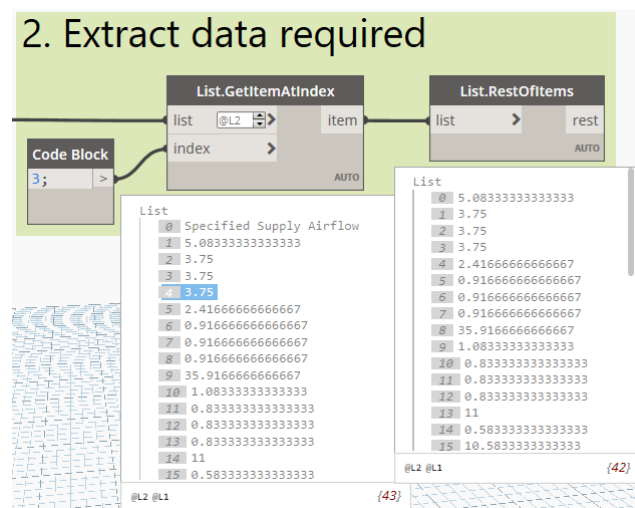 2. Extract data required
List.GetItemAtIndex
list @L2 > item
index >
AUTO
List.RestOfItems
list > rest
AUTO
Code Block
3; >
List
0 Specified Supply Airflow
1 5.08333333333333
2 3.75
3 3.75
4 3.75
5 2.41666666666667
6 0.916666666666667
7 0.916666666666667
8 0.916666666666667
9 35.9166666666667
10 1.08333333333333
11 0.833333333333333
12 0.833333333333333
13 0.833333333333333
14 11
15 0.583333333333333
@L2 @L1 {43}
List
0 5.08333333333333
1 3.75
2 3.75
3 3.75
4 2.41666666666667
5 0.916666666666667
6 0.916666666666667
7 0.916666666666667
8 35.9166666666667
9 1.08333333333333
10 0.833333333333333
11 0.833333333333333
12 0.833333333333333
13 11
14 0.583333333333333
15 10.5833333333333
@L2 @L1 {42}